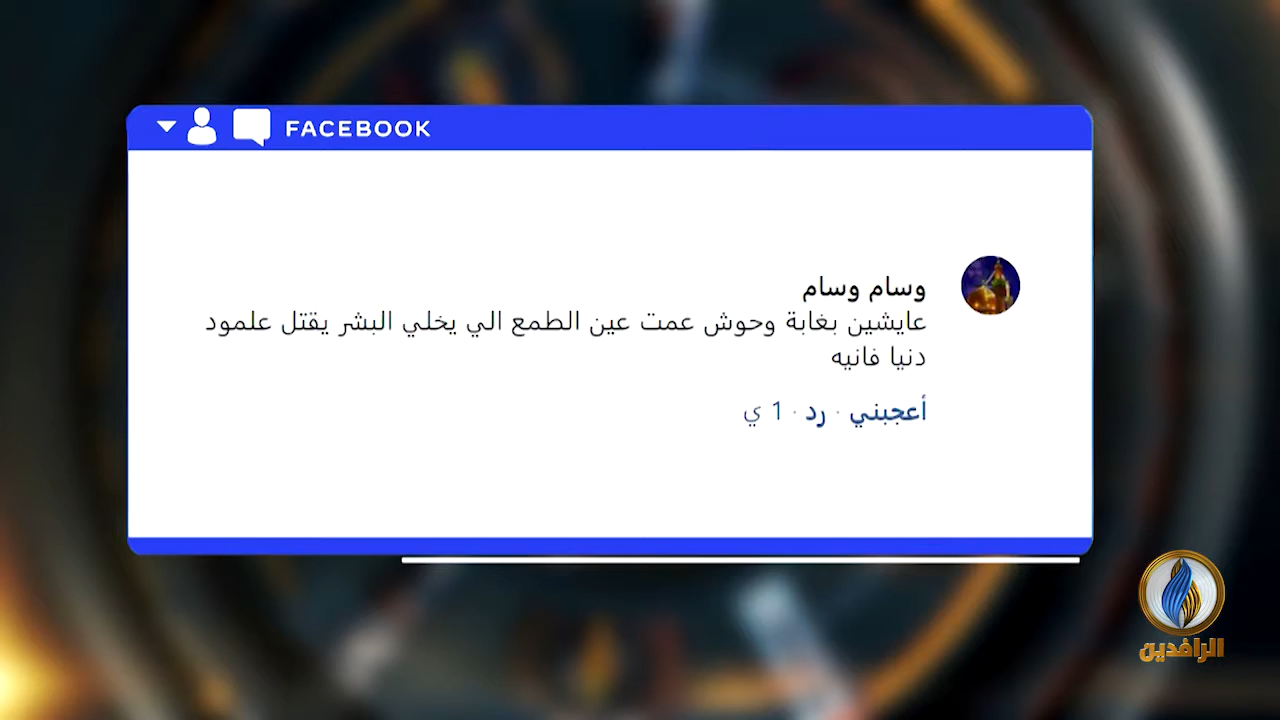 FACEBOOK
وسام وسام
عايشين بغابة وحوش عمت عين الطمع الي يخلي البشر يقتل علمود
دنيا فانيه
أعجبني · رد · 1 ي
الرافدين